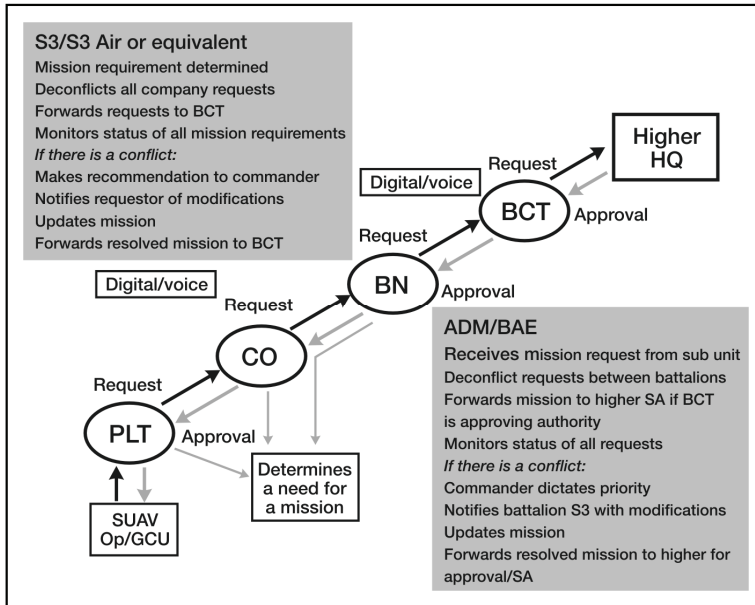 S3/S3 Air or equivalent
Mission requirement determined
Deconflicts all company requests
Forwards requests to BCT
Monitors status of all mission requirements
If there is a conflict:
Makes recommendation to commander
Notifies requestor of modifications
Updates mission
Forwards resolved mission to BCT
Higher
HQ
Request
Digital/voice
BCT
Approval
Request
BN
Approval
Digital/voice
Request
CO
Request
PLT
Approval
Determines
a need for
a mission
SUAV
Op/GCU
ADM/BAE
Receives mission request from sub unit
Deconflict requests between battalions
Forwards mission to higher SA if BCT
is approving authority
Monitors status of all requests
If there is a conflict:
Commander dictates priority
Notifies battalion S3 with modifications
Updates mission
Forwards resolved mission to higher for
approval/SA